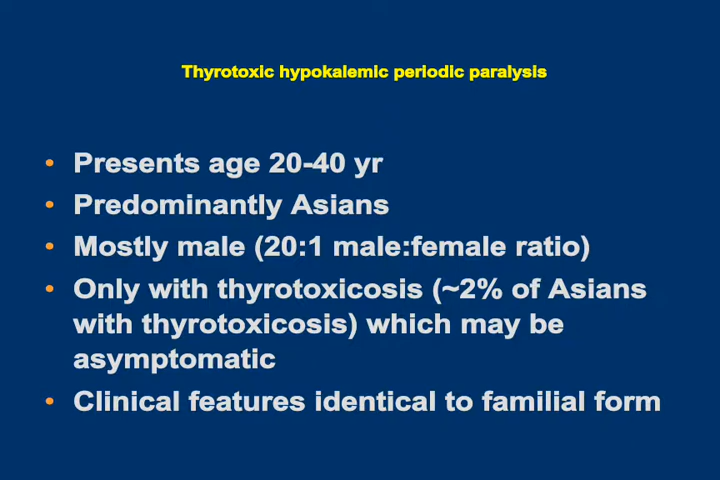 Thyrotoxic hypokalemic periodic paralysis
• Presents age 20-40 yr
• Predominantly Asians
• Mostly male (20:1 male:female ratio)
• Only with thyrotoxicosis (~2% of Asians
with thyrotoxicosis) which may be
asymptomatic
• Clinical features identical to familial form